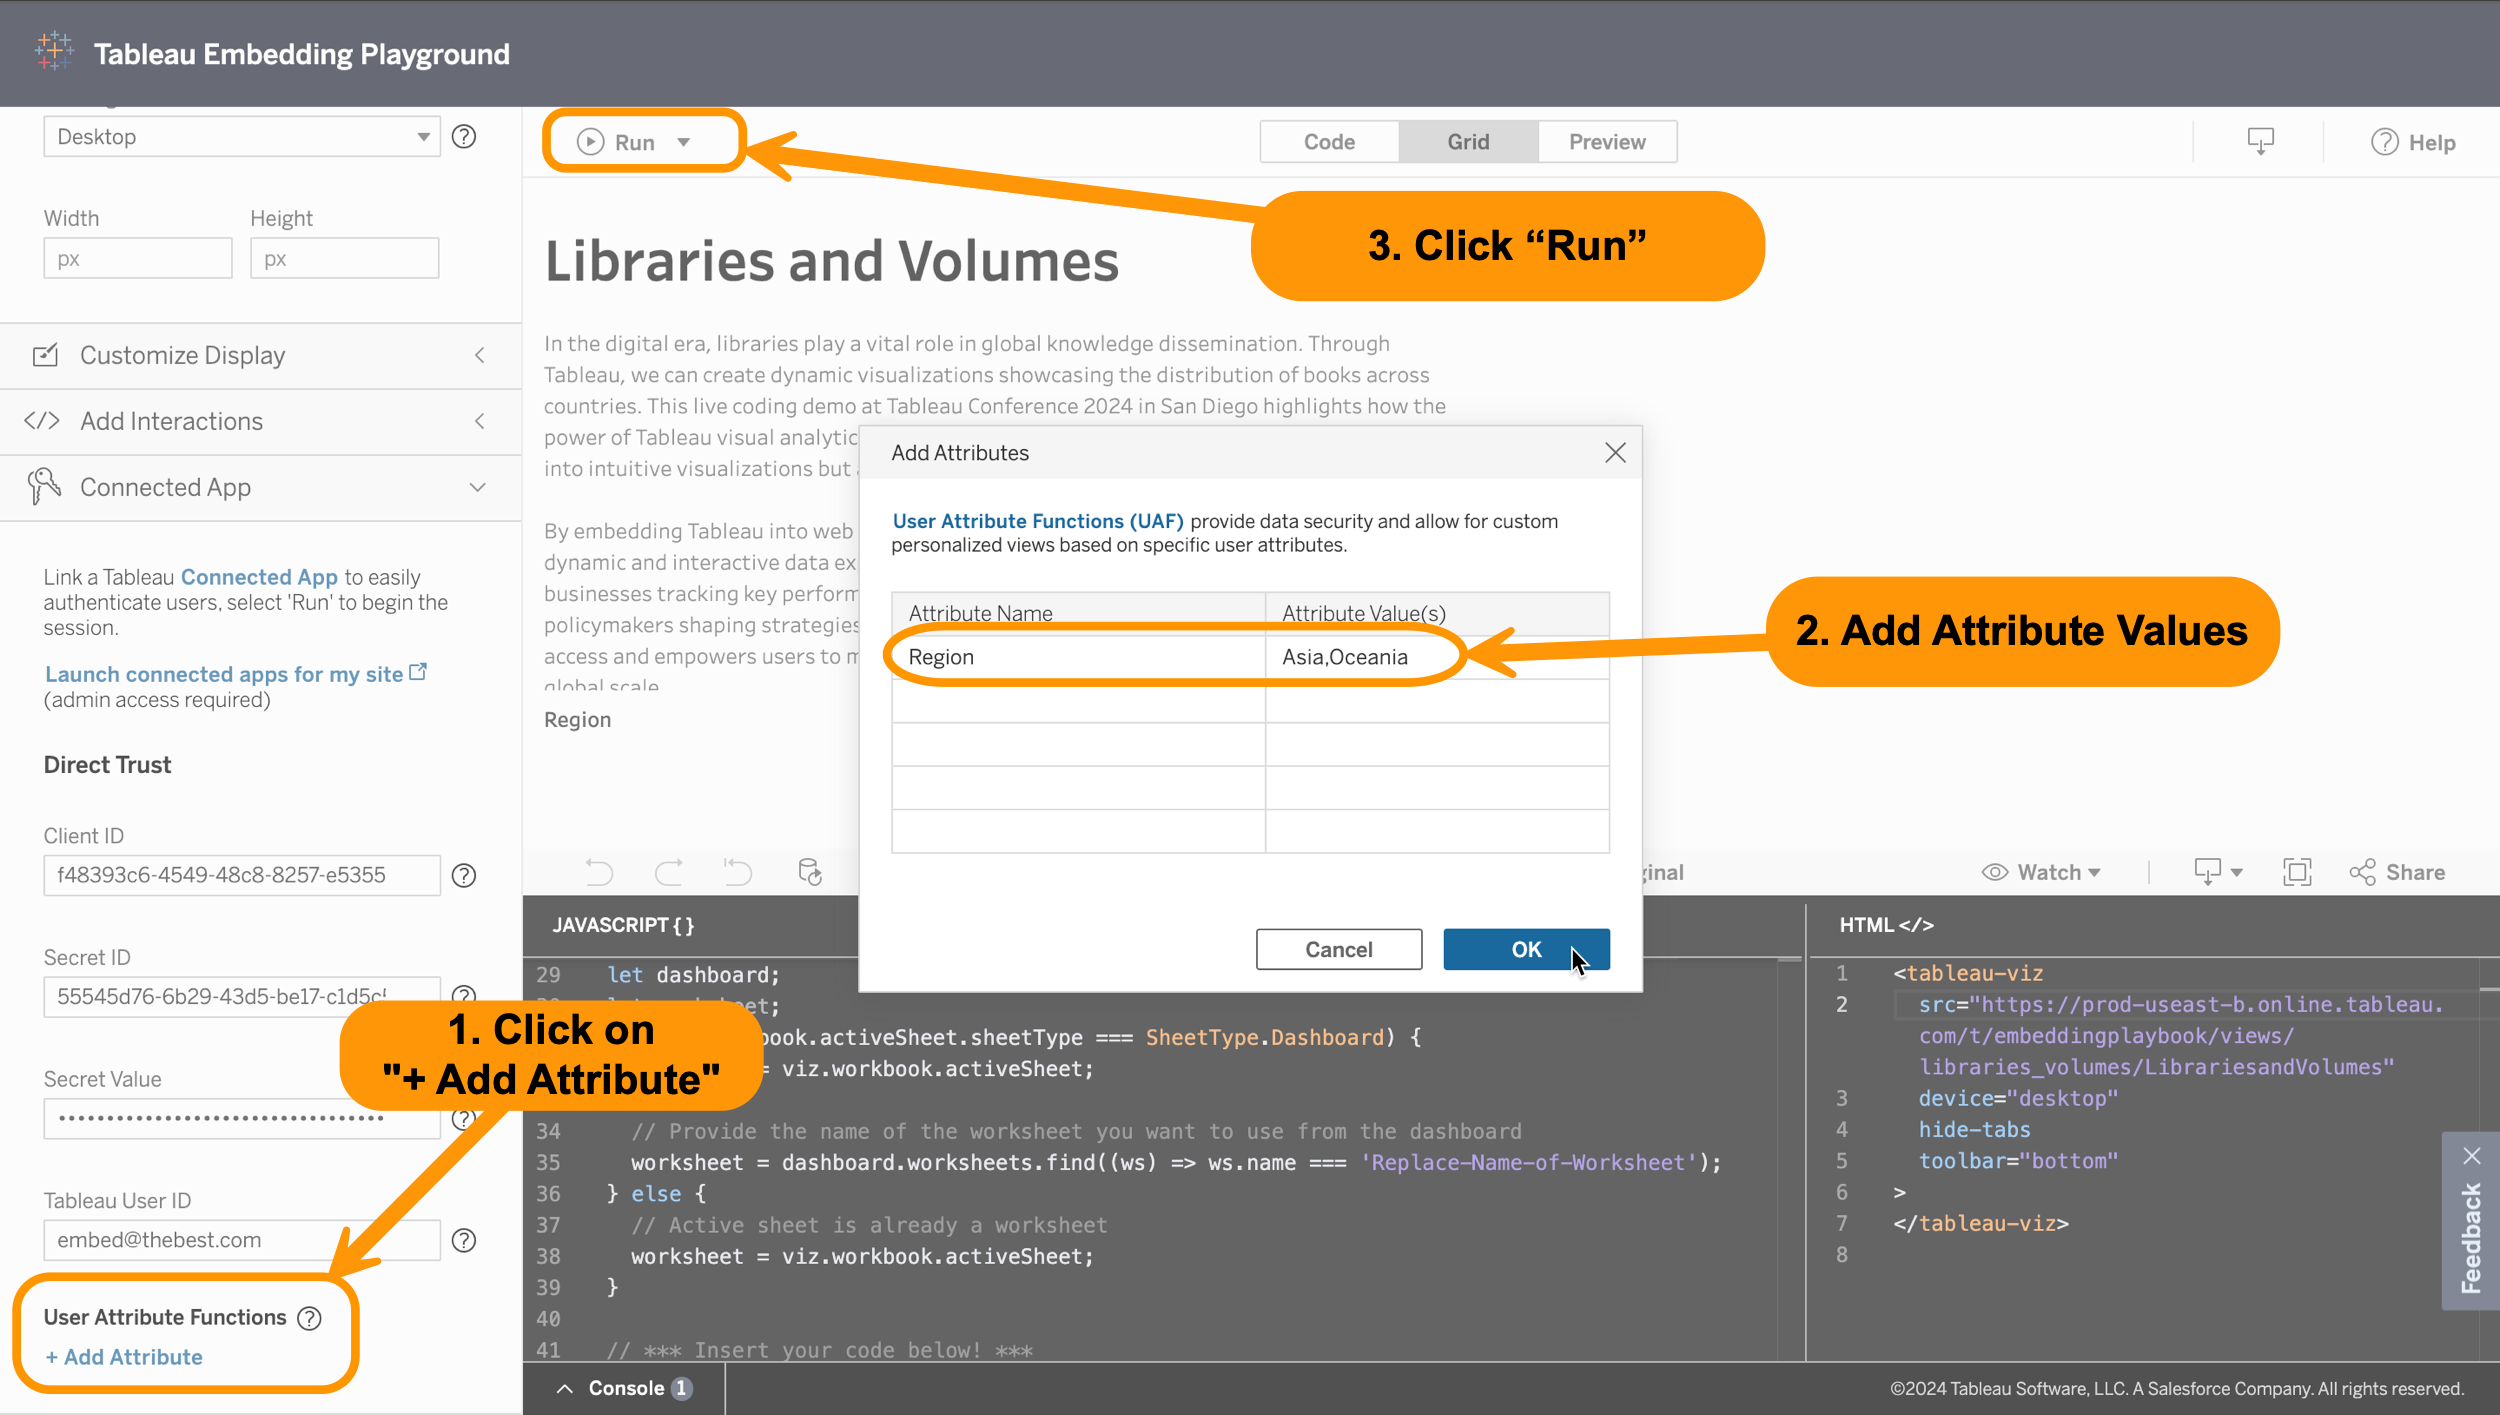 Tableau Embedding Playground
Desktop
Width
Height
px
px
Customize Display
</> Add Interactions
Connected App
Link a Tableau Connected App to easily
authenticate users, select 'Run' to begin the
session.
Launch connected apps for my site
(admin access required)
Direct Trust
Client ID
f48393c6-4549-48c8-8257-e5355
Secret ID
55545d76-6b29-43d5-be17-c1d5c
Secret Value
Tableau User ID
embed@thebest.com
User Attribute Functions
+ Add Attribute
1. Click on
"+ Add Attribute"
Run
Code
Grid
Preview
Help
3. Click “Run”
Libraries and Volumes
In the digital era, libraries play a vital role in global knowledge dissemination. Through
Tableau, we can create dynamic visualizations showcasing the distribution of books across
countries. This live coding demo at Tableau Conference 2024 in San Diego highlights how the
power of Tableau visual analytic
into intuitive visualizations but
By embedding Tableau into web
dynamic and interactive data ex
businesses tracking key perform
policymakers shaping strategies
access and empowers users to m
global scale
Region
Add Attributes
User Attribute Functions (UAF) provide data security and allow for custom
personalized views based on specific user attributes.
Attribute Name
Attribute Value(s)
Region
Asia,Oceania
2. Add Attribute Values
Cancel
OK
ginal
Watch
Share
JAVASCRIPT { }
29 let dashboard;
eet;
book.activeSheet.sheetType === SheetType.Dashboard) {
= viz.workbook.activeSheet;
34 // Provide the name of the worksheet you want to use from the dashboard
35 worksheet = dashboard.worksheets.find((ws) => ws.name === 'Replace-Name-of-Worksheet');
36 } else {
37 // Active sheet is already a worksheet
38 worksheet = viz.workbook.activeSheet;
39 }
40
41 // *** Insert your code below! ***
HTML </>
1 <tableau-viz
2 src="https://prod-useast-b.online.tableau.
com/t/embeddingplaybook/views/
libraries_volumes/LibrariesandVolumes"
3 device="desktop"
4 hide-tabs
5 toolbar="bottom"
6 >
7 </tableau-viz>
8
Feedback
Console 1
©2024 Tableau Software, LLC. A Salesforce Company. All rights reserved.